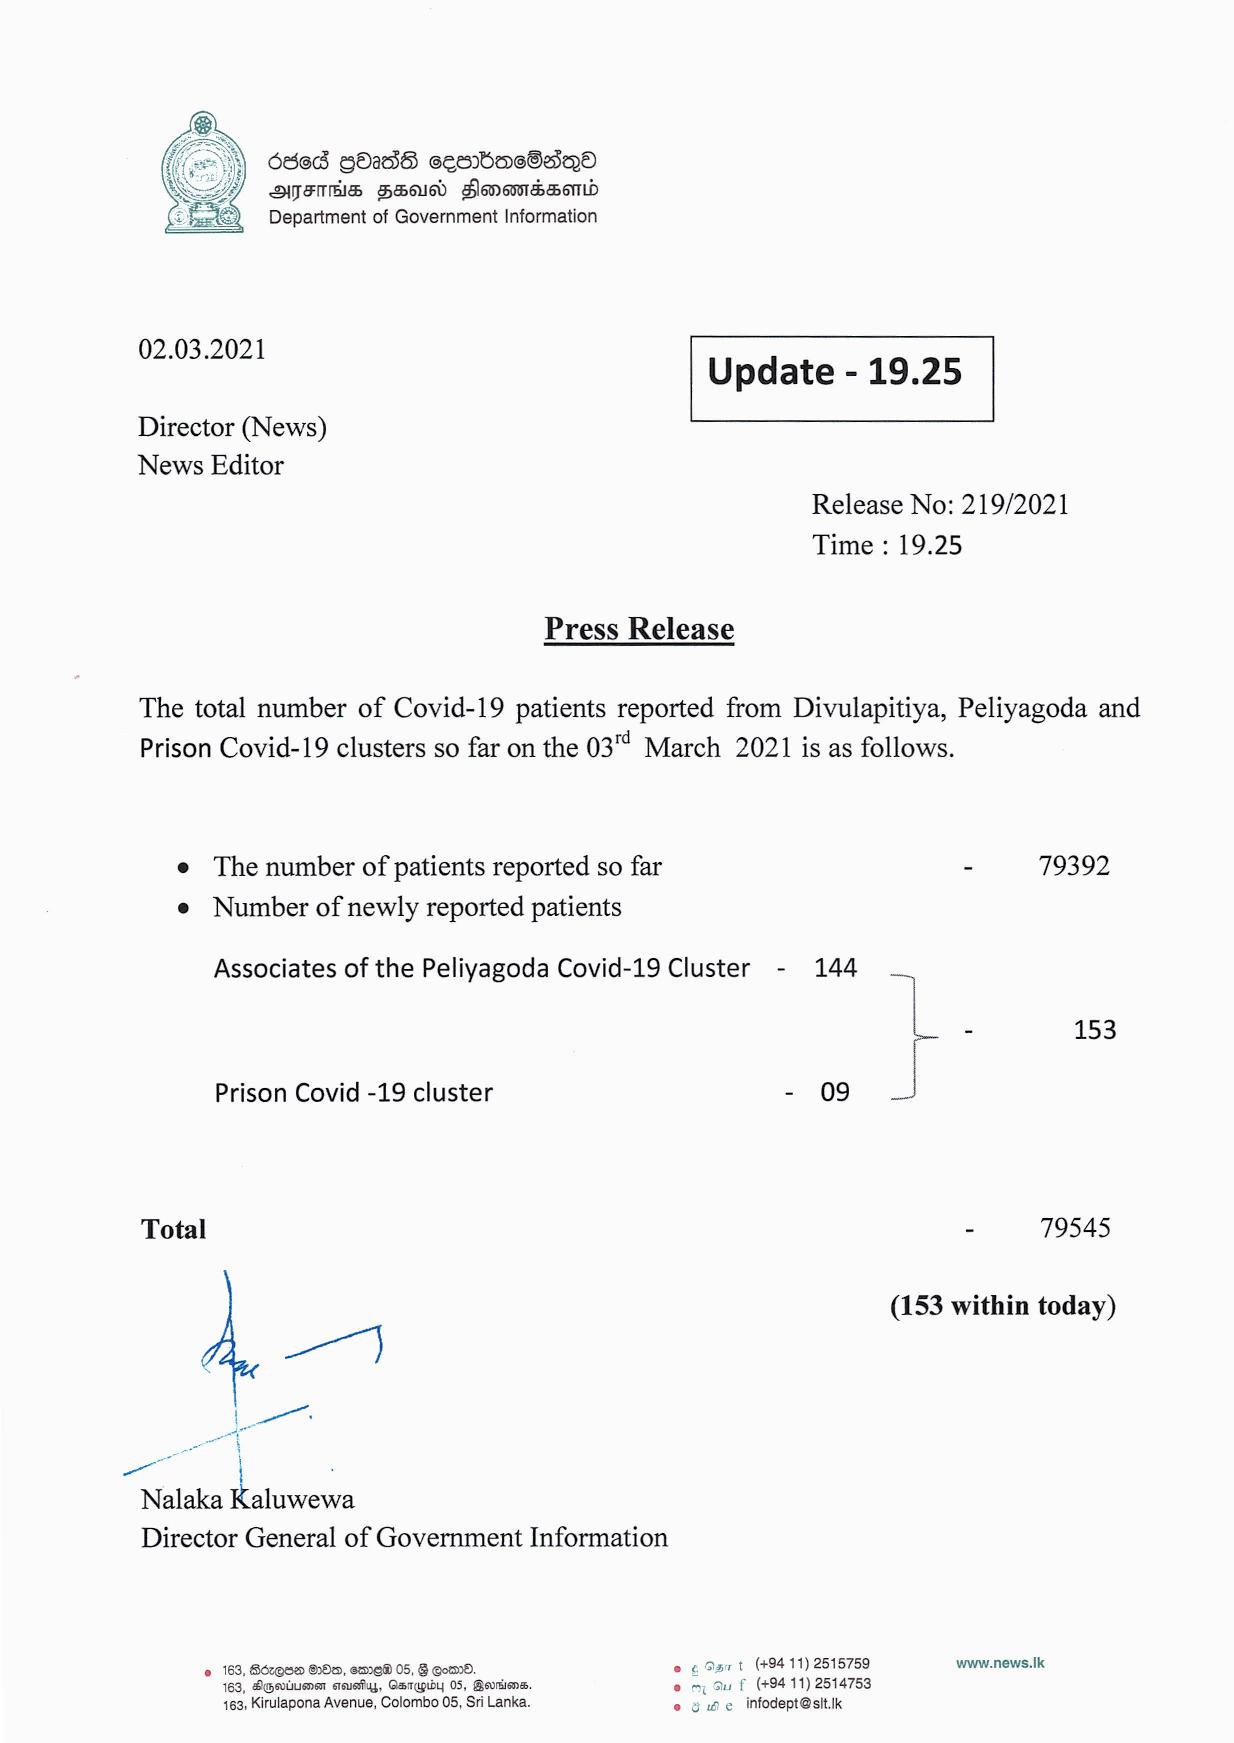 රජයේ ප්‍රවෘත්ති දෙපාර්තමේන්තුව
அரசாங்க தகவல் திணைக்களம்
Department of Government Information
02.03.2021
Update - 19.25
Director (News)
News Editor
Release No: 219/2021
Time : 19.25
Press Release
The total number of Covid-19 patients reported from Divulapitiya, Peliyagoda and
Prison Covid-19 clusters so far on the 03rd March 2021 is as follows.
• The number of patients reported so far - 79392
• Number of newly reported patients
Associates of the Peliyagoda Covid-19 Cluster - 144
- 153
Prison Covid -19 cluster - 09
Total - 79545
(153 within today)
Nalaka Kaluwewa
Director General of Government Information
163, කිරුලපන මාවත, කොළඹ 05, ශ්‍රී ලංකාව.
163, கிருலப்பனை எவனியூ, கொழும்பு 05, இலங்கை.
163, Kirulapona Avenue, Colombo 05, Sri Lanka.
දු தொ t (+94 11) 2515759
ෆැ பெ f (+94 11) 2514753
ඊ மி e infodept@slt.lk
www.news.lk